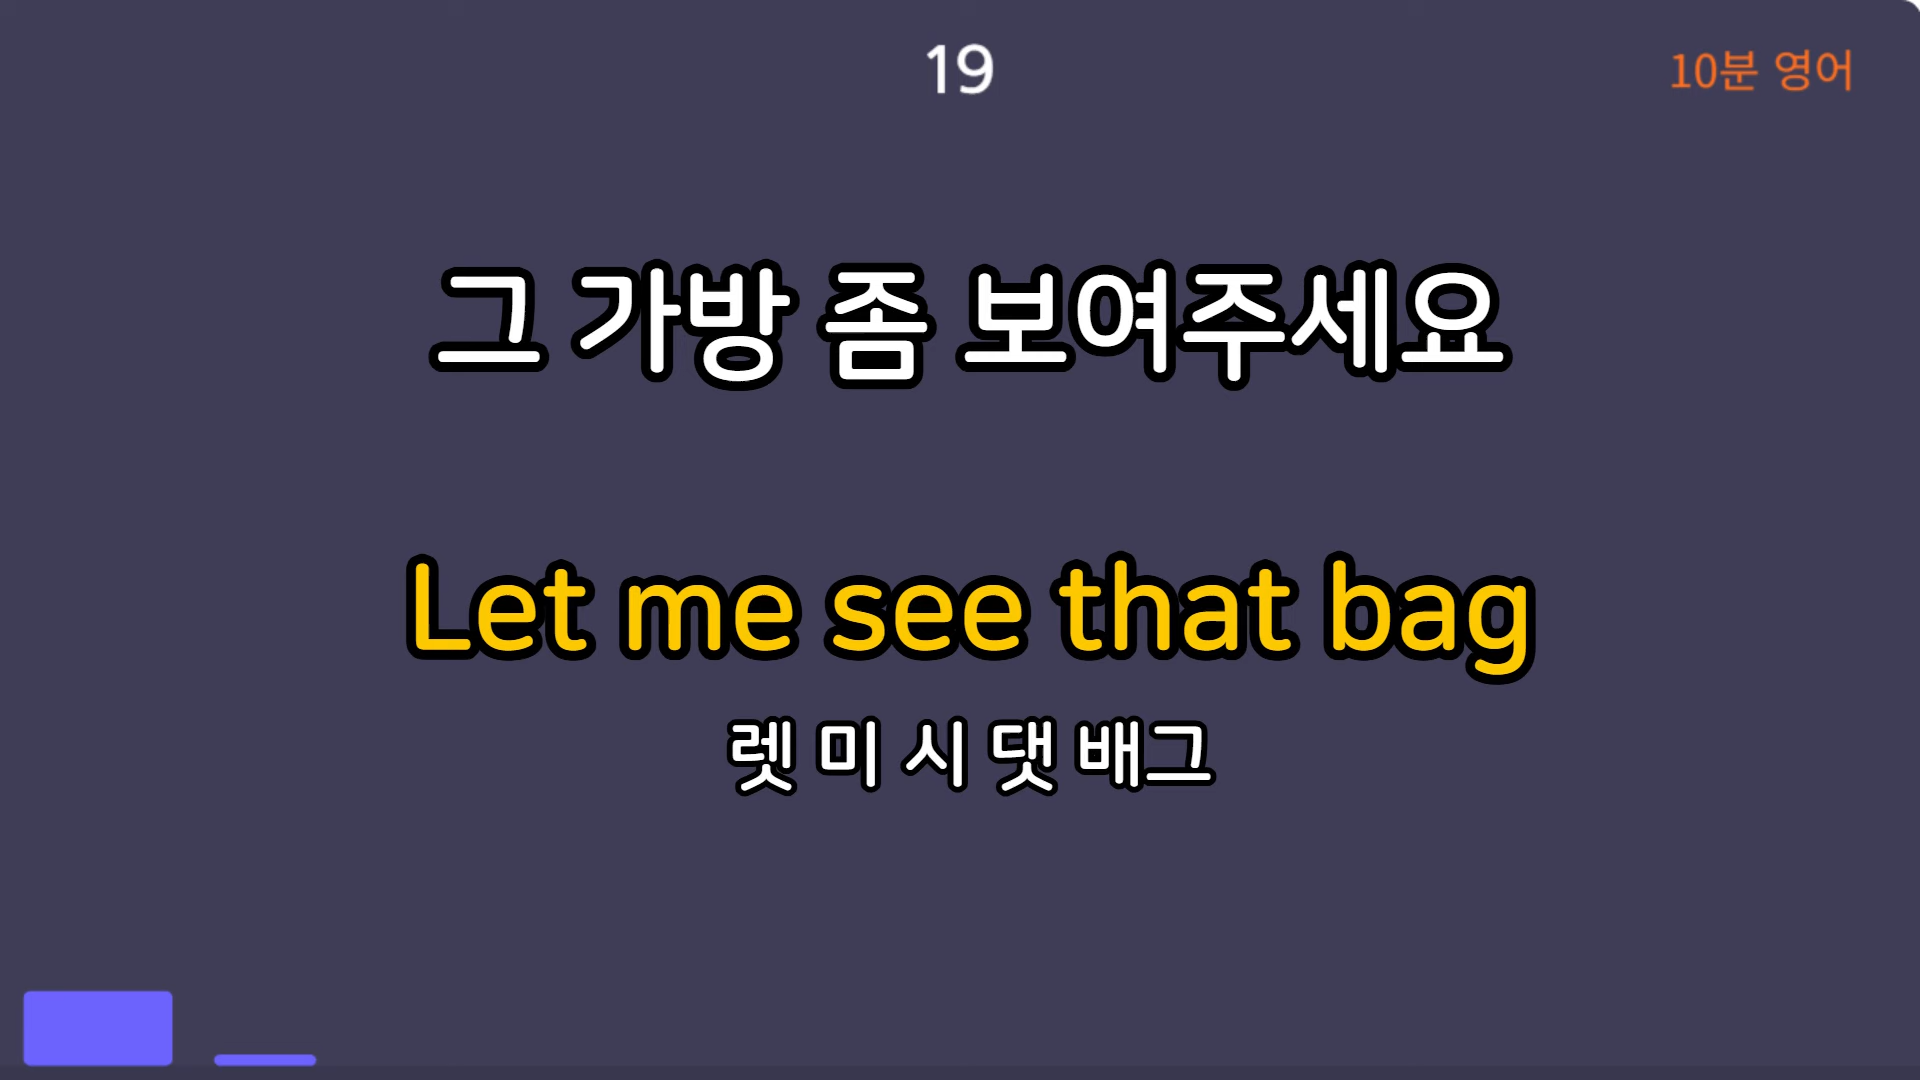 19
10분 영어
그 가방 좀 보여주세요
Let me see that bag
렛 미 시 댓 배그